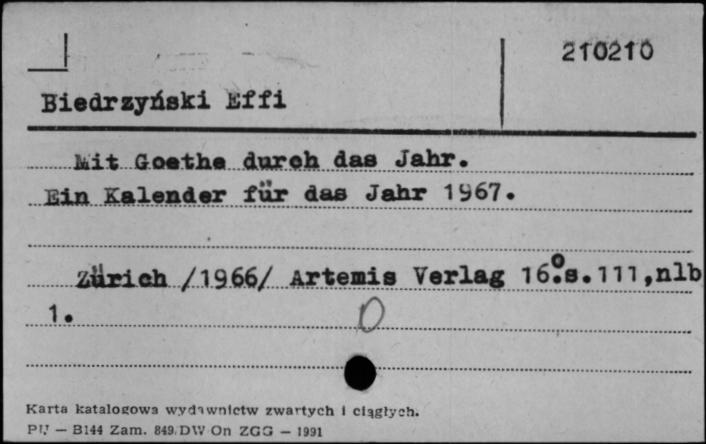 210210
Biedrzyński Effi
Mit Goethe durch das Jahr.
Ein Kalender für das Jahr 1967.
Zürich /1966/ Artemis Verlag 16.°s.111,nlb
1.
Karta katalogowa wydawnictw zwartych i ciągłych.
PU — B144 Zam. 849/DW On ZGG — 1991